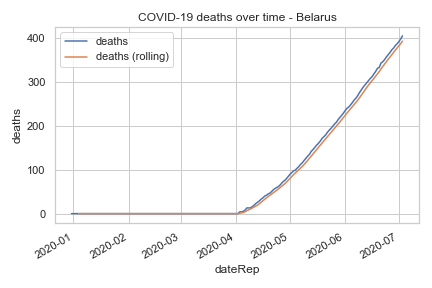 COVID-19 deaths over time - Belarus
deaths
deaths (rolling)
400
300
200
100
0
deaths
2020-01
2020-02
2020-03
2020-04
2020-05
2020-06
2020-07
dateRep